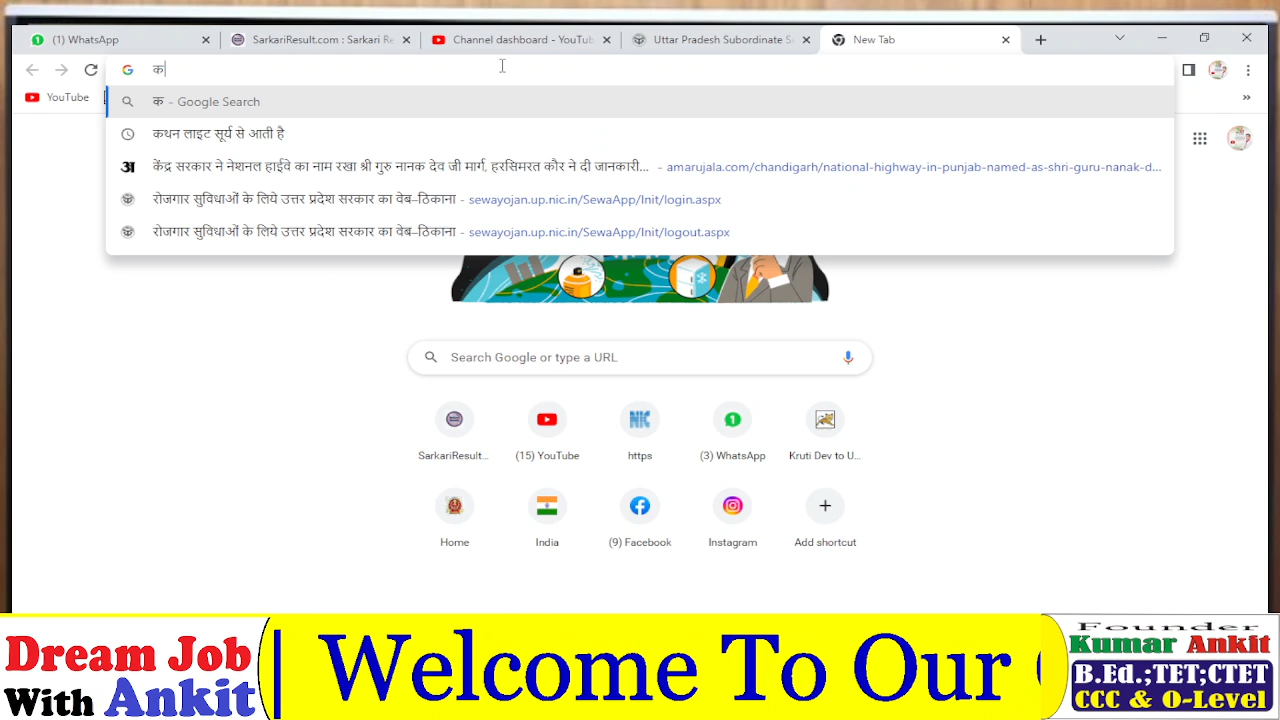 (1) WhatsApp
SarkariResult.com : Sarkari Re
Channel dashboard - YouTub
Uttar Pradesh Subordinate S
New Tab
क
YouTube
क - Google Search
कथन लाइट सूर्य से आती है
केंद्र सरकार ने नेशनल हाईवे का नाम रखा श्री गुरु नानक देव जी मार्ग, हरसिमरत कौर ने दी जानकारी... - amarujala.com/chandigarh/national-highway-in-punjab-named-as-shri-guru-nanak-d...
रोजगार सुविधाओं के लिये उत्तर प्रदेश सरकार का वेब-ठिकाना - sewayojan.up.nic.in/SewaApp/Init/login.aspx
रोजगार सुविधाओं के लिये उत्तर प्रदेश सरकार का वेब-ठिकाना - sewayojan.up.nic.in/SewaApp/Init/logout.aspx
Search Google or type a URL
SarkariResult... (15) YouTube https (3) WhatsApp Kruti Dev to U...
Home India (9) Facebook Instagram Add shortcut
Dream Job
With Ankit
Welcome To Our
Founder
Kumar Ankit
B.Ed.;TET;CTET
CCC & O-Level